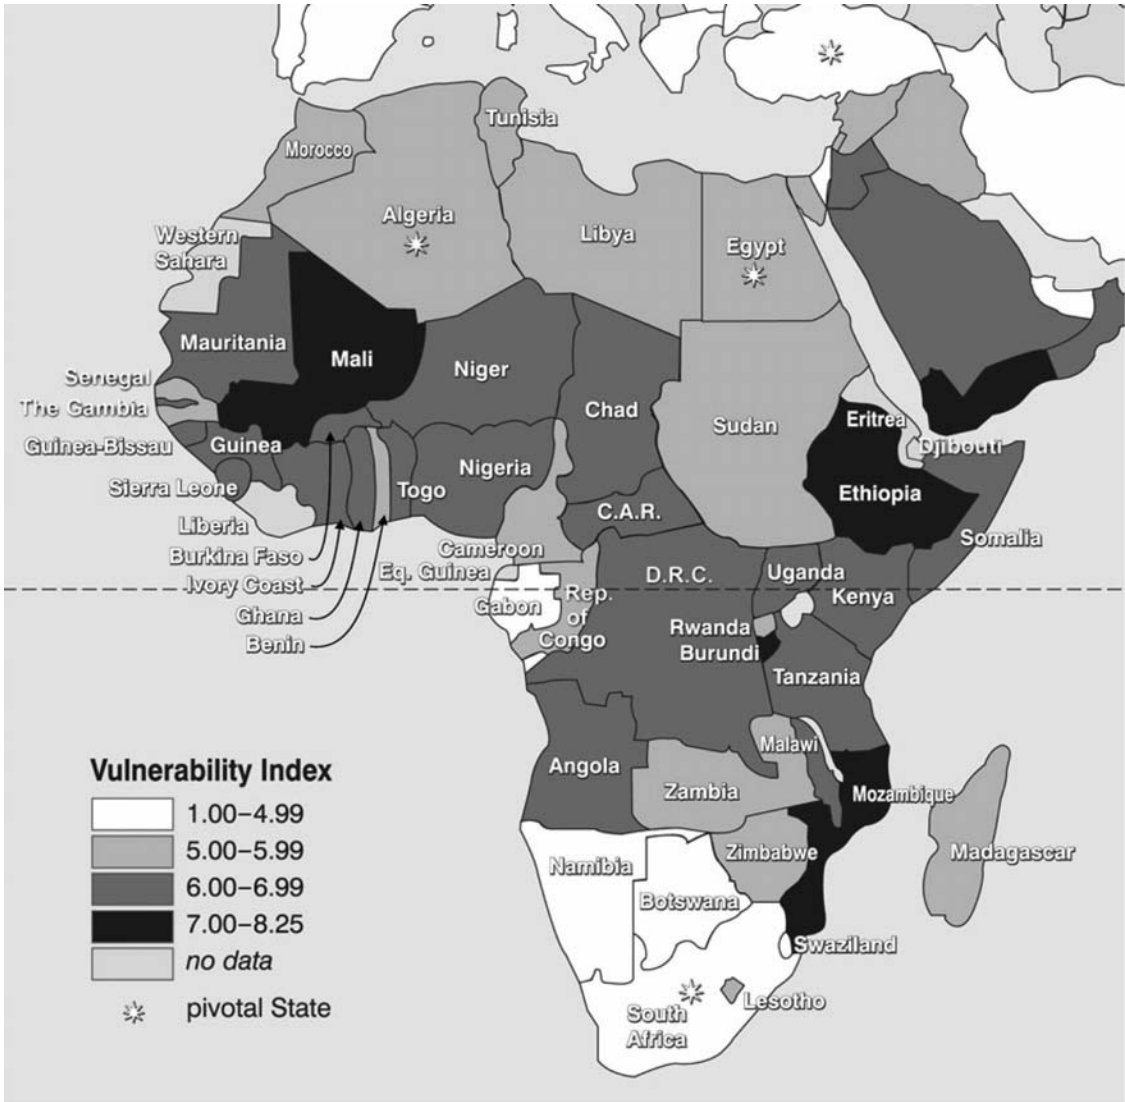 Tunisia
Morocco
Algeria
Libya
Egypt
Western
Sahara
Mauritania
Mali
Niger
Chad
Sudan
Eritrea
Djibouti
Senegal
The Gambia
Guinea-Bissau
Guinea
Nigeria
Togo
Ethiopia
Sierra Leone
Liberia
C.A.R.
Somalia
Burkina Faso
Cameroon
Ivory Coast
Eq. Guinea
D.R.C.
Uganda
Kenya
Ghana
Gabon
Rep.
of
Congo
Benin
Rwanda
Burundi
Tanzania
Angola
Malawi
Zambia
Mozambique
Zimbabwe
Madagascar
Namibia
Botswana
Swaziland
South
Africa
Lesotho
Vulnerability Index
1.00–4.99
5.00–5.99
6.00–6.99
7.00–8.25
no data
pivotal State